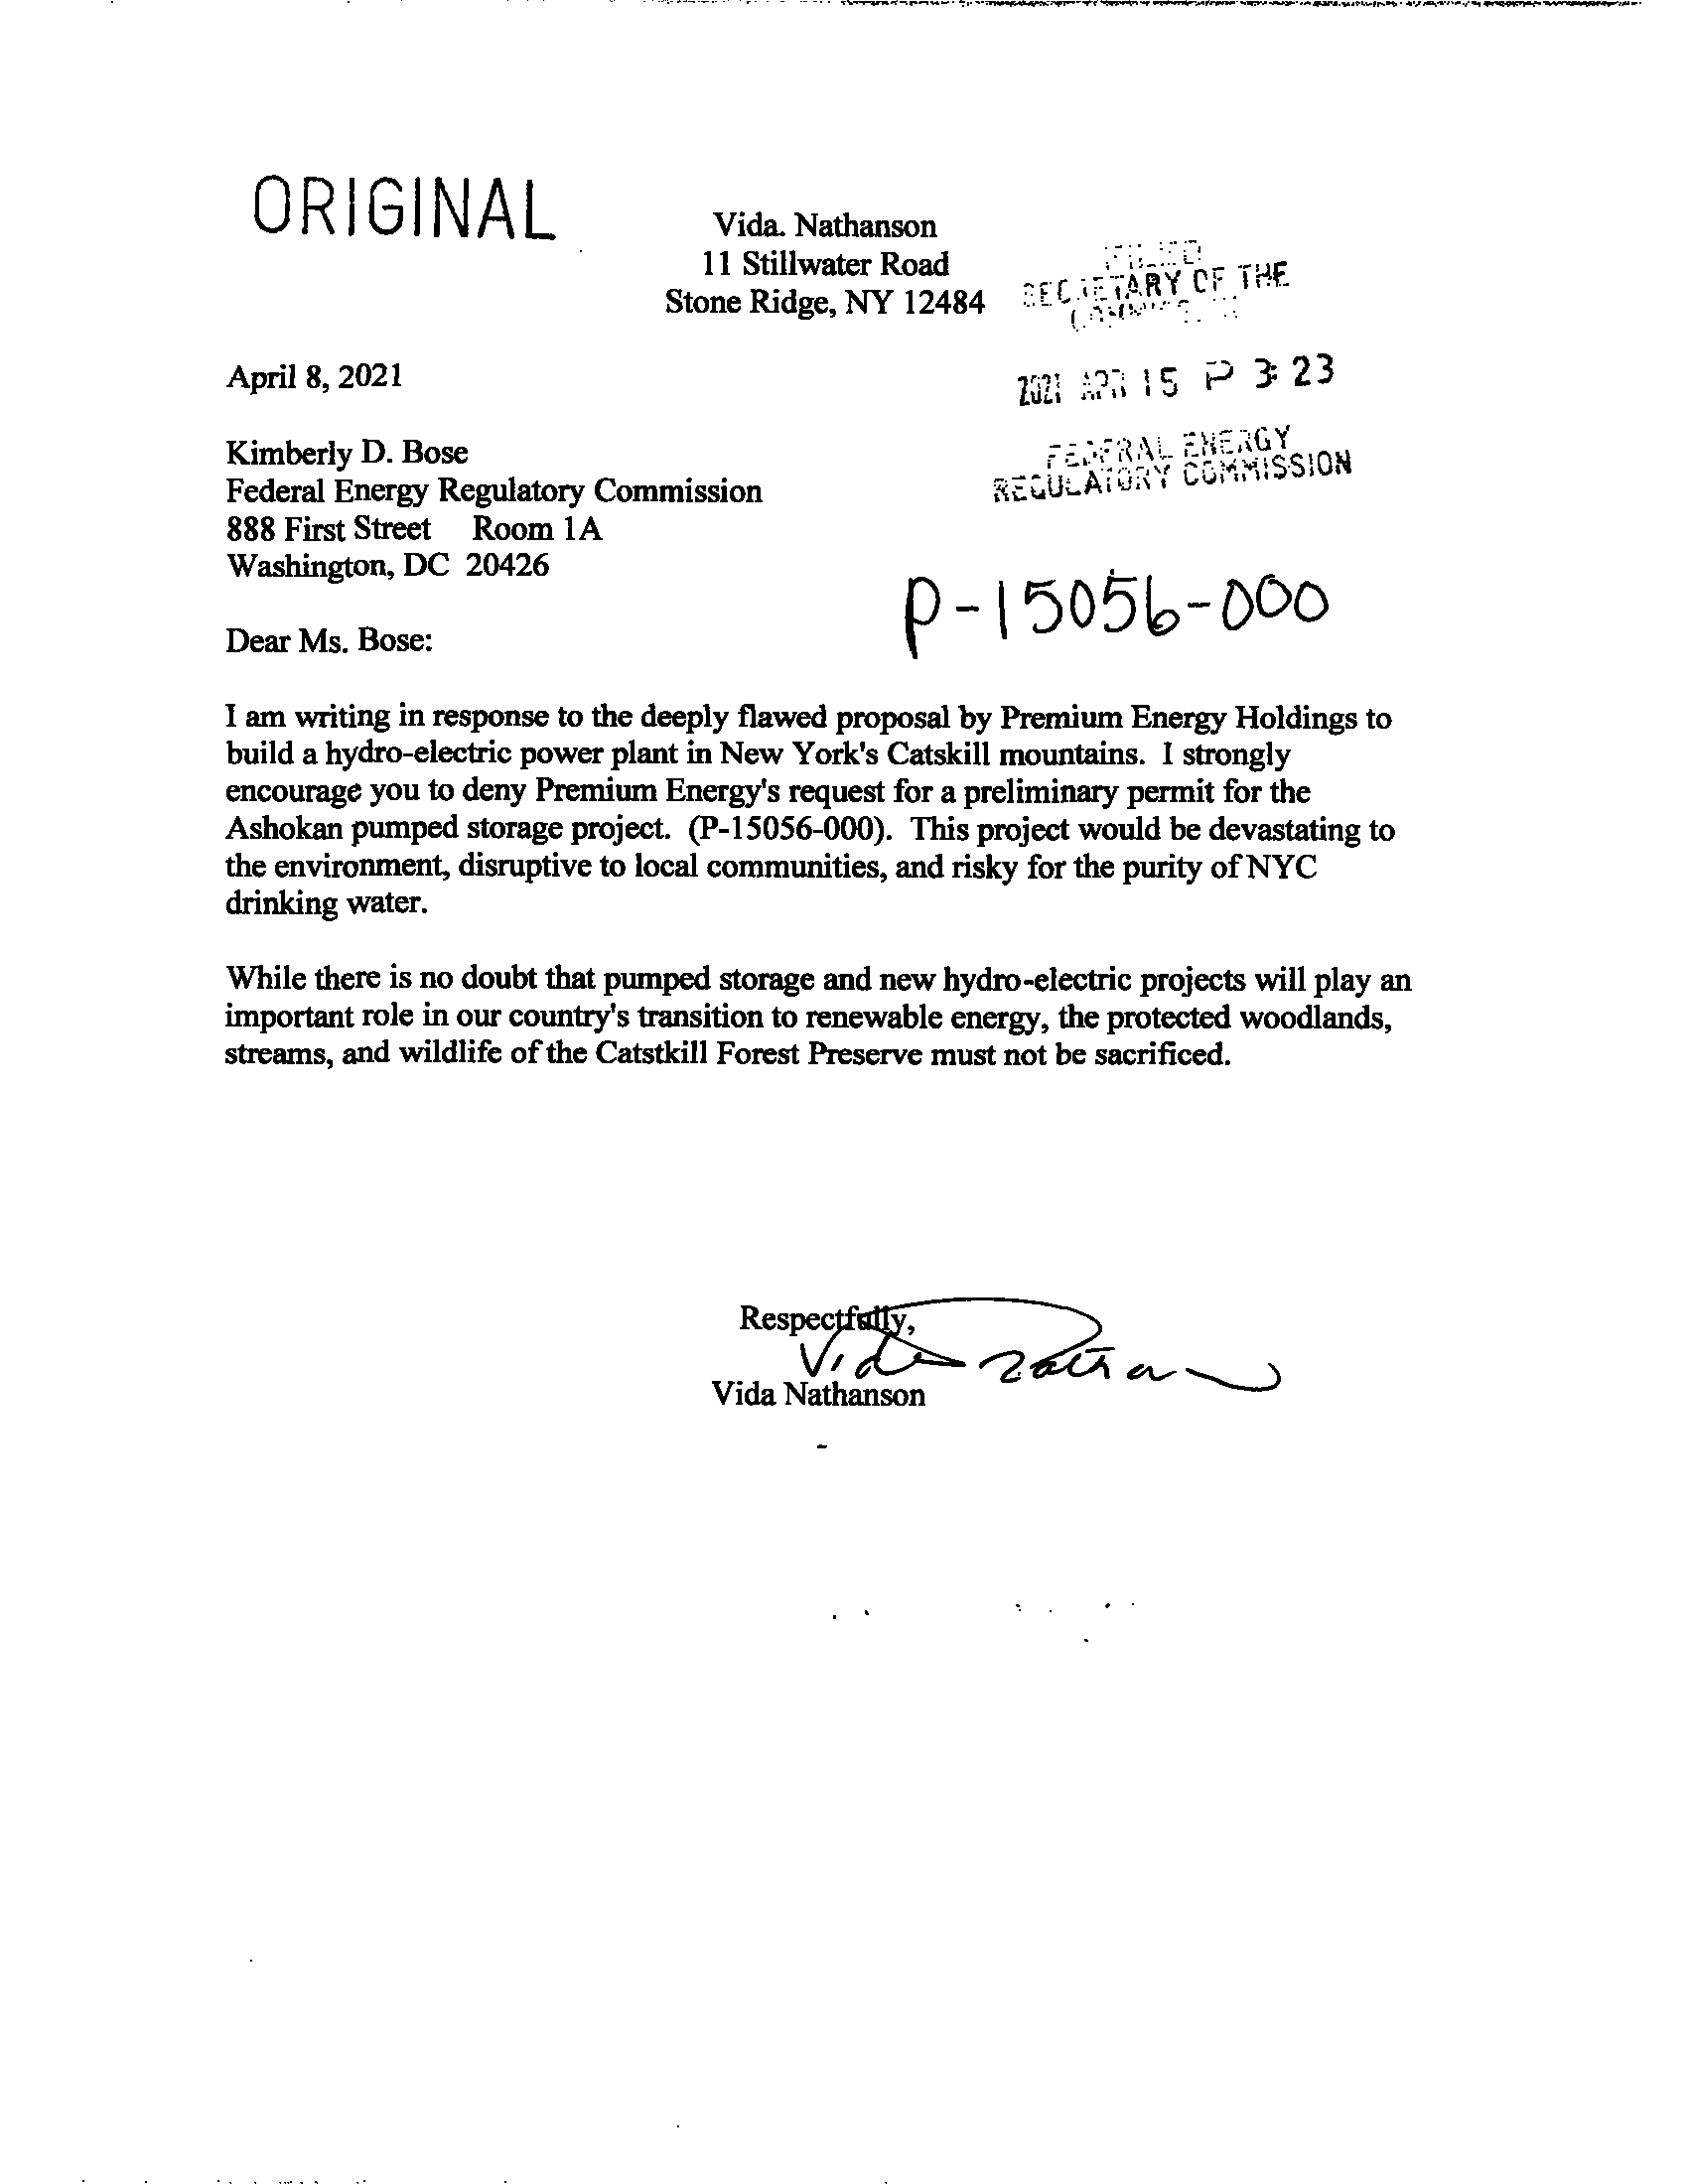 ORIGINAL
Vida. Nathanson
11 Stillwater Road
Stone Ridge, NY 12484
FILED
SECRETARY OF THE
COMMISSION
April 8, 2021
2021 APR 15 P 3:23
Kimberly D. Bose
Federal Energy Regulatory Commission
888 First Street Room 1A
Washington, DC 20426
FEDERAL ENERGY
REGULATORY COMMISSION
P-15056-000
Dear Ms. Bose:
I am writing in response to the deeply flawed proposal by Premium Energy Holdings to
build a hydro-electric power plant in New York's Catskill mountains. I strongly
encourage you to deny Premium Energy's request for a preliminary permit for the
Ashokan pumped storage project. (P-15056-000). This project would be devastating to
the environment, disruptive to local communities, and risky for the purity of NYC
drinking water.
While there is no doubt that pumped storage and new hydro-electric projects will play an
important role in our country's transition to renewable energy, the protected woodlands,
streams, and wildlife of the Catstkill Forest Preserve must not be sacrificed.
Respectfully,
Vida Nathanson